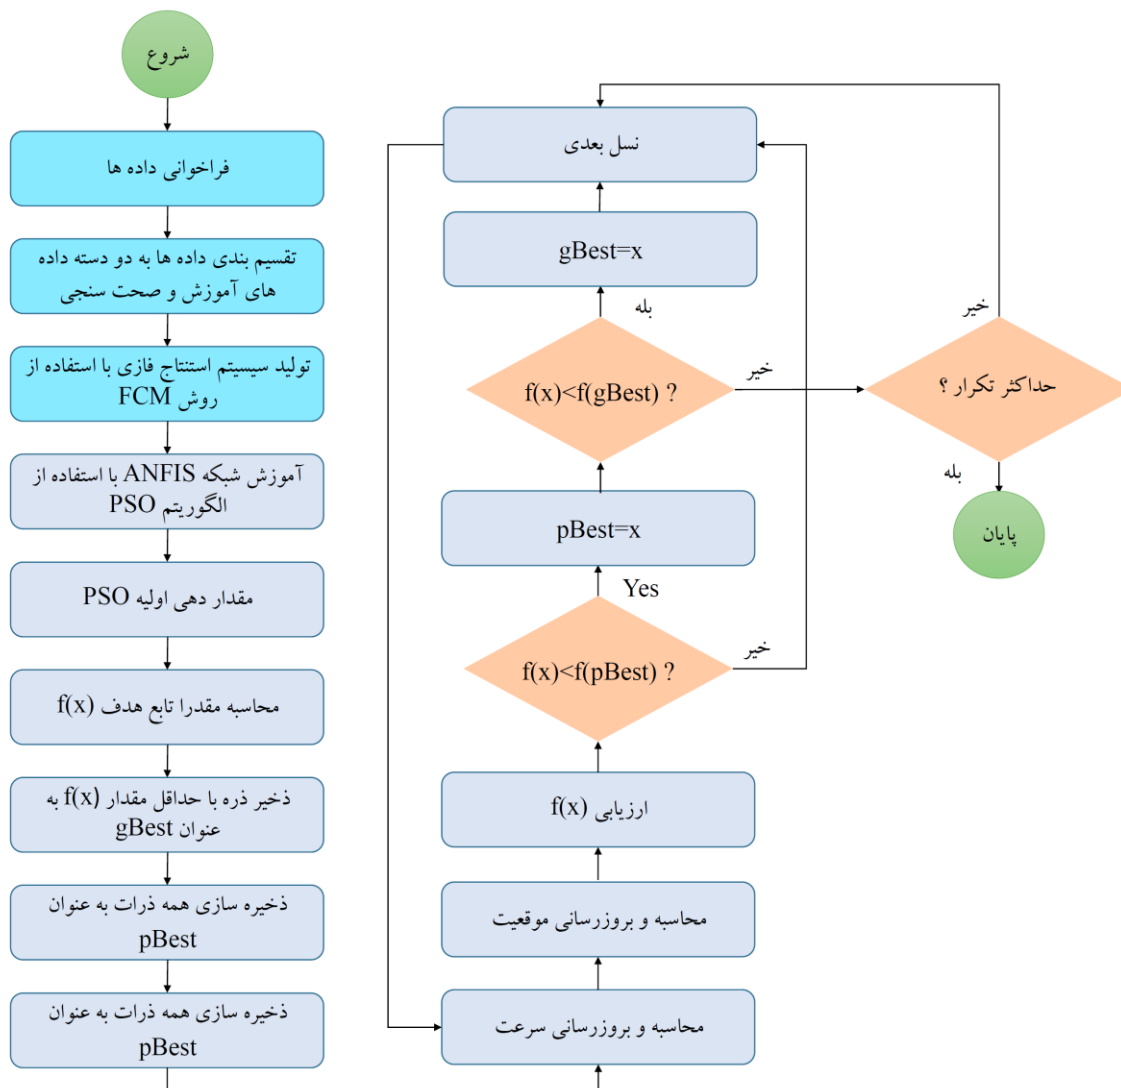 شروع
فراخوانی داده ها
تقسیم بندی داده ها به دو دسته داده
های آموزش و صحت سنجی
تولید سیسیتم استنتاج فازی با استفاده از
روش FCM
آموزش شبکه ANFIS با استفاده از
الگوریتم PSO
مقدار دهی اولیه PSO
محاسبه مقدرا تابع هدف f(x)
ذخیر ذره با حداقل مقدار f(x) به
عنوان gBest
ذخیره سازی همه ذرات به عنوان
pBest
ذخیره سازی همه ذرات به عنوان
pBest
نسل بعدی
gBest=x
بله
f(x)<f(gBest) ?
خیر
pBest=x
Yes
f(x)<f(pBest) ?
خیر
ارزیابی f(x)
محاسبه و بروزرسانی موقعیت
محاسبه و بروزرسانی سرعت
خیر
حداکثر تکرار ؟
بله
پایان